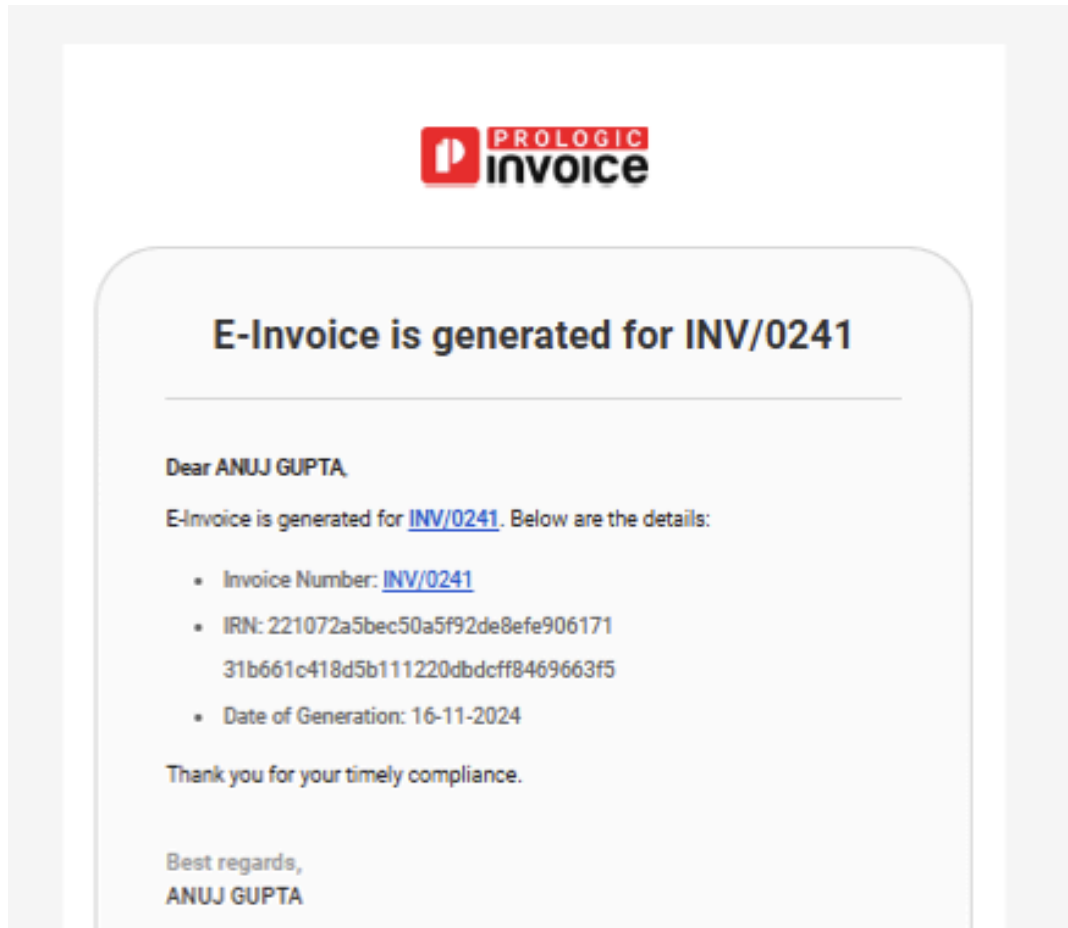 PROLOGIC
invoice
E-Invoice is generated for INV/0241
Dear ANUJ GUPTA,
E-Invoice is generated for INV/0241. Below are the details:
• Invoice Number: INV/0241
• IRN: 221072a5bec50a5f92de8efe906171
31b661c418d5b111220dbdcff8469663f5
• Date of Generation: 16-11-2024
Thank you for your timely compliance.
Best regards,
ANUJ GUPTA